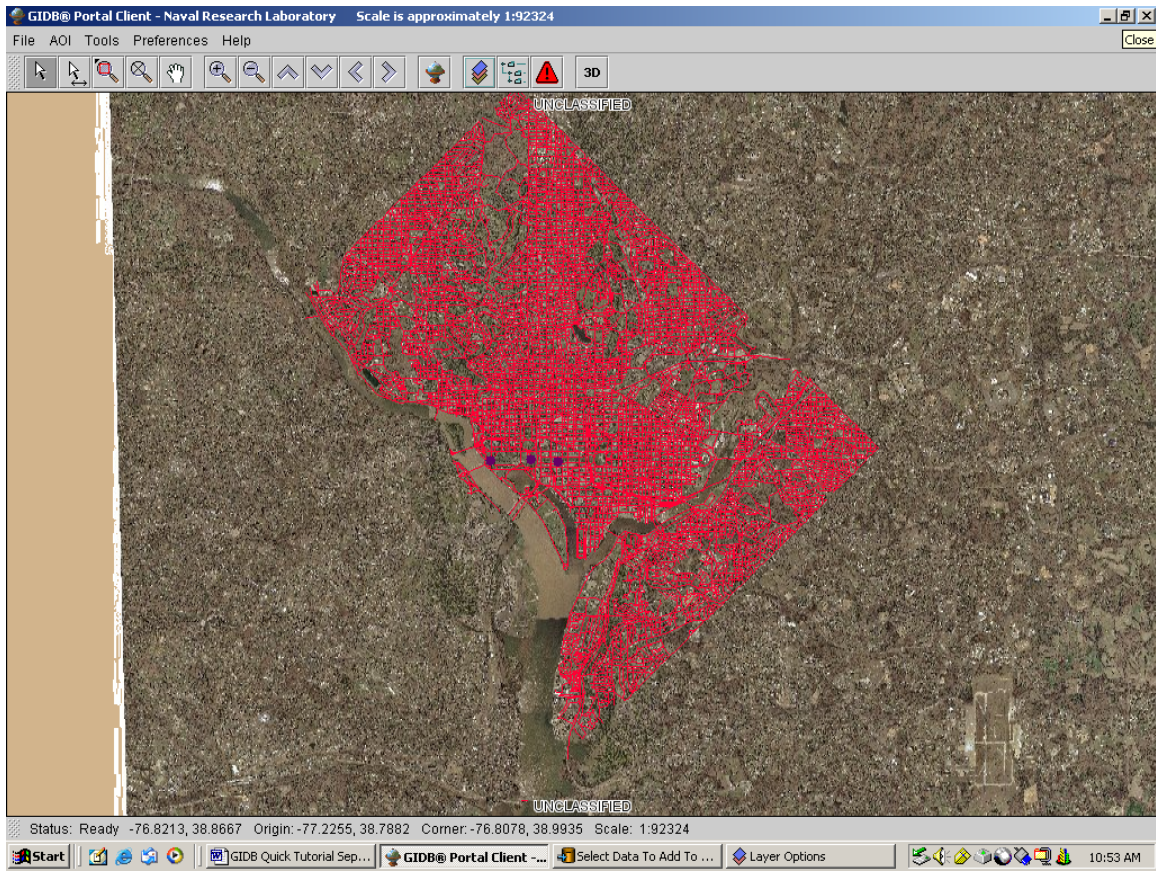 GIDB® Portal Client - Naval Research Laboratory Scale is approximately 1:92324
File AOI Tools Preferences Help
Close
3D
UNCLASSIFIED
UNCLASSIFIED
Status: Ready -76.8213, 38.8667 Origin: -77.2255, 38.7882 Corner: -76.8078, 38.9935 Scale: 1:92324
Start GIDB Quick Tutorial Sep... GIDB® Portal Client -... Select Data To Add To ... Layer Options 10:53 AM